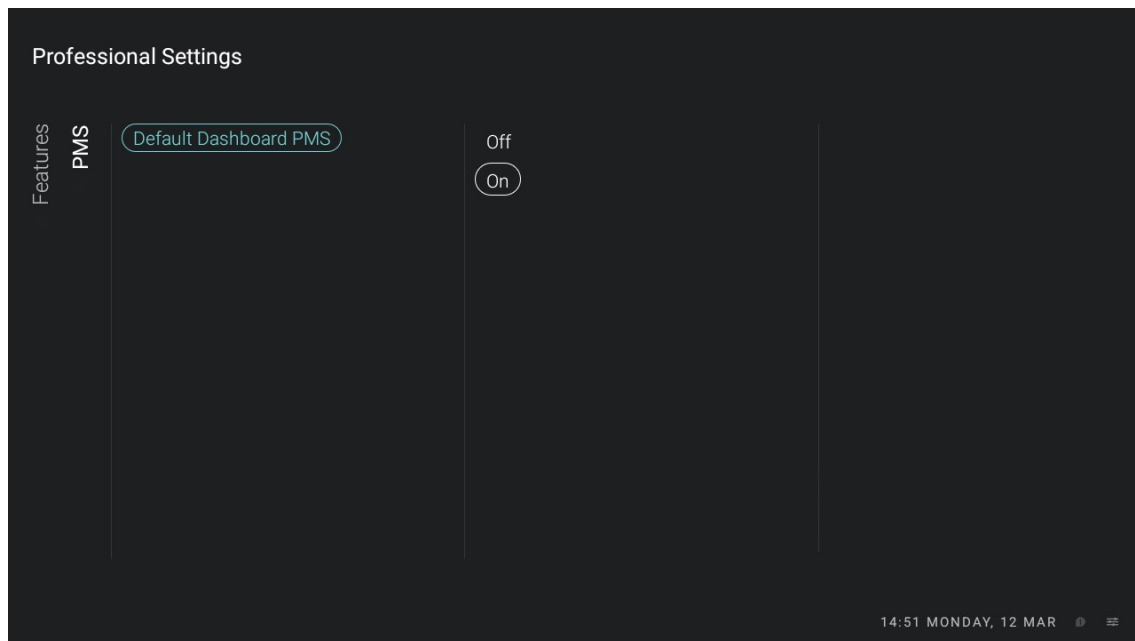 Professional Settings
Features
PMS
Default Dashboard PMS
Off
On
14:51 MONDAY, 12 MAR